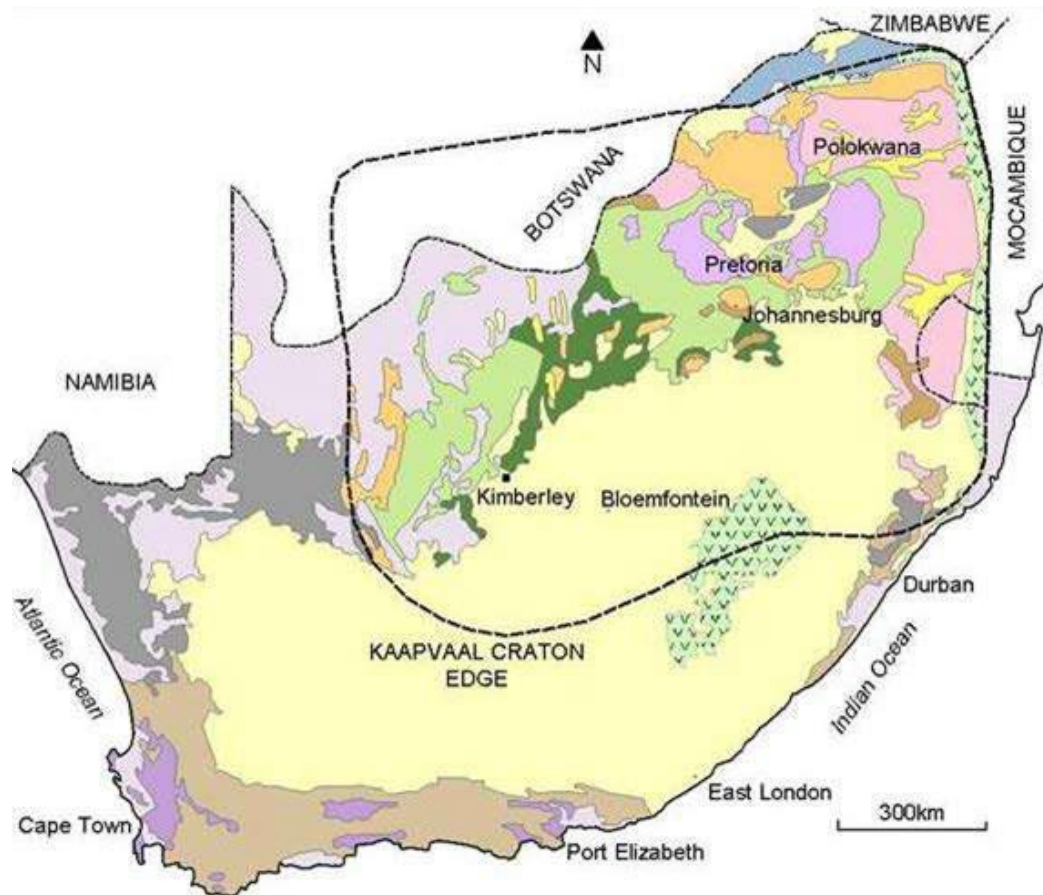 ZIMBABWE
N
Polokwana
MOCAMBIQUE
BOTSWANA
Pretoria
Johannesburg
NAMIBIA
Kimberley
Bloemfontein
Durban
Atlantic Ocean
KAAPVAAL CRATON
EDGE
Indian Ocean
East London
300km
Cape Town
Port Elizabeth